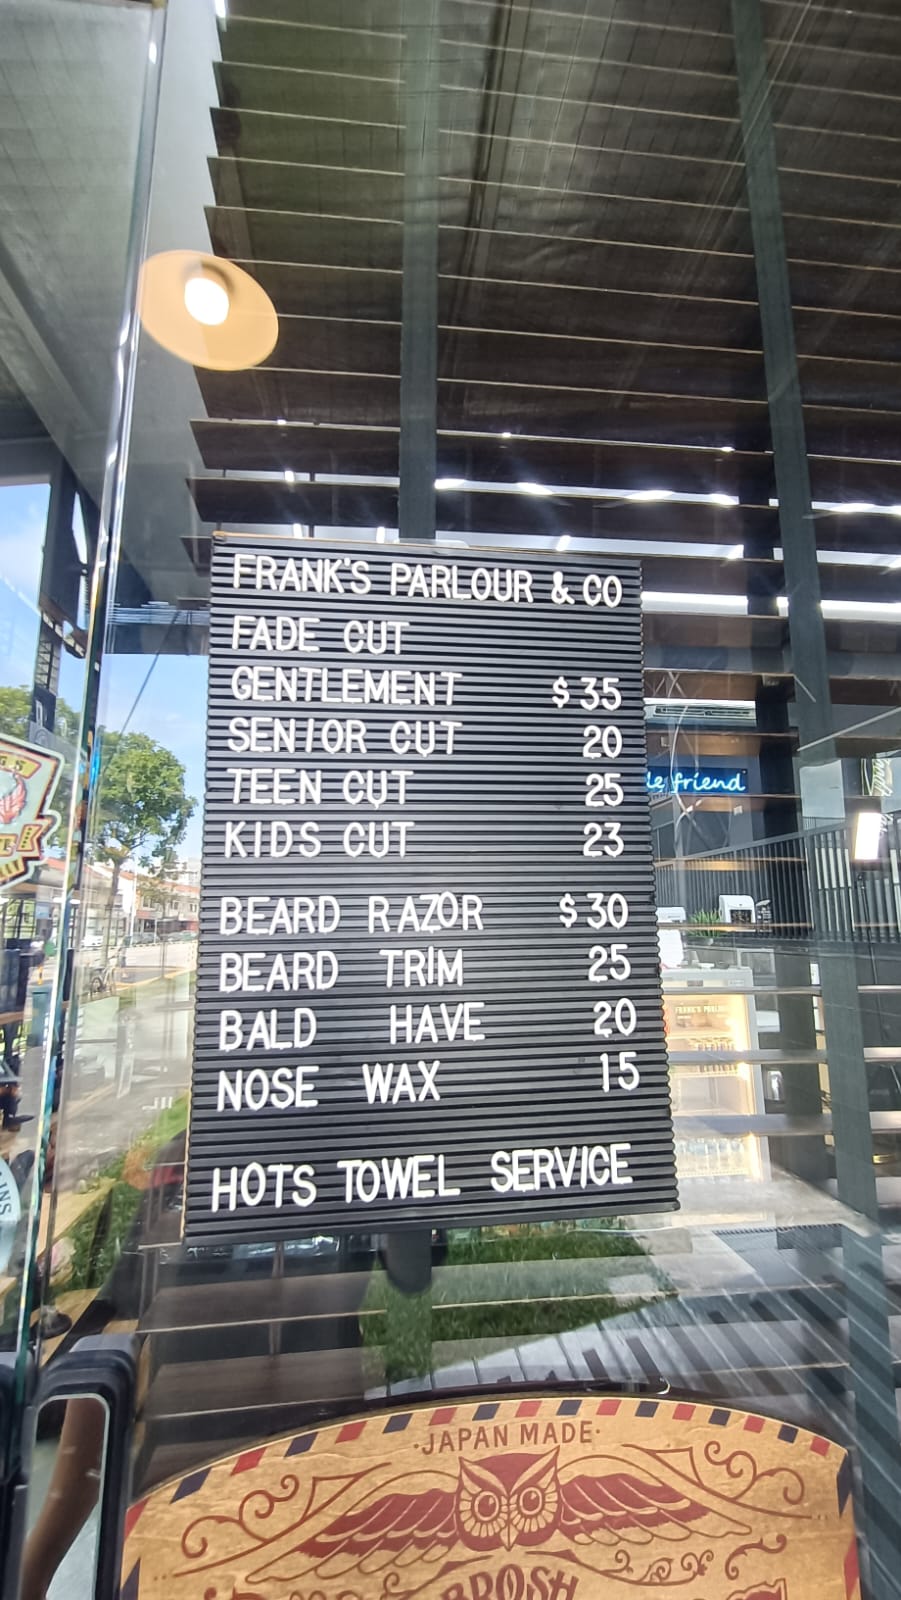 FRANK'S PARLOUR & CO
FADE CUT
GENTLEMENT $35
SENIOR CUT 20
TEEN CUT 25
KIDS CUT 23
BEARD RAZOR $30
BEARD TRIM 25
BALD HAVE 20
NOSE WAX 15
HOTS TOWEL SERVICE
friend
·JAPAN MADE·
BROSH